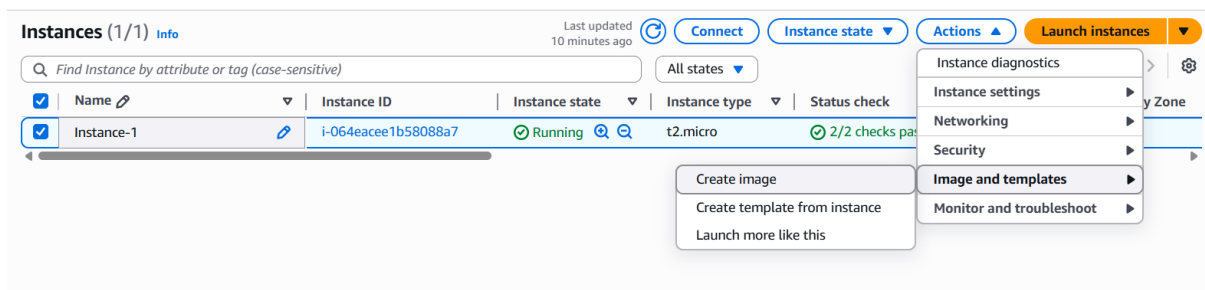 Instances (1/1) Info
Last updated
10 minutes ago
Connect
Instance state
Actions
Launch instances
Find Instance by attribute or tag (case-sensitive)
All states
Instance diagnostics
Instance settings
Networking
Security
Image and templates
Monitor and troubleshoot
Name
Instance ID
Instance state
Instance type
Status check
y Zone
Instance-1
i-064eacee1b58088a7
Running
t2.micro
2/2 checks pas
Create image
Create template from instance
Launch more like this